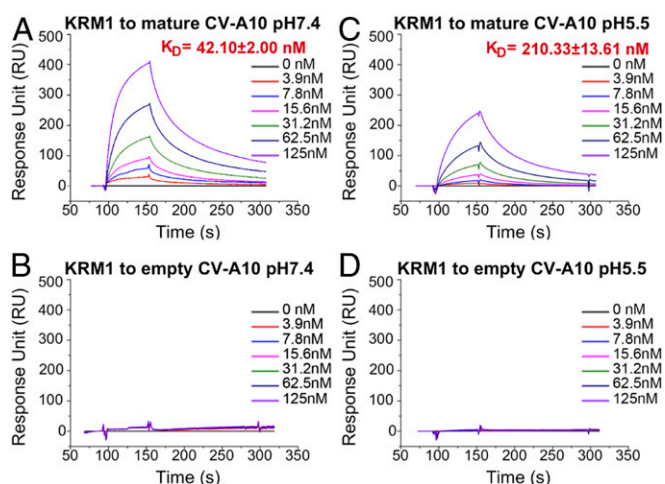 A
KRM1 to mature CV-A10 pH7.4
KD= 42.10±2.00 nM
Response Unit (RU)
500
400
300
200
100
0
0 nM
3.9nM
7.8nM
15.6nM
31.2nM
62.5nM
125nM
50 100 150 200 250 300 350
Time (s)
C
KRM1 to mature CV-A10 pH5.5
KD= 210.33±13.61 nM
Response Unit (RU)
500
400
300
200
100
0
0 nM
3.9nM
7.8nM
15.6nM
31.2nM
62.5nM
125nM
50 100 150 200 250 300 350
Time (s)
B
KRM1 to empty CV-A10 pH7.4
Response Unit (RU)
500
400
300
200
100
0
0 nM
3.9nM
7.8nM
15.6nM
31.2nM
62.5nM
125nM
50 100 150 200 250 300 350
Time (s)
D
KRM1 to empty CV-A10 pH5.5
Response Unit (RU)
500
400
300
200
100
0
0 nM
3.9nM
7.8nM
15.6nM
31.2nM
62.5nM
125nM
50 100 150 200 250 300 350
Time (s)